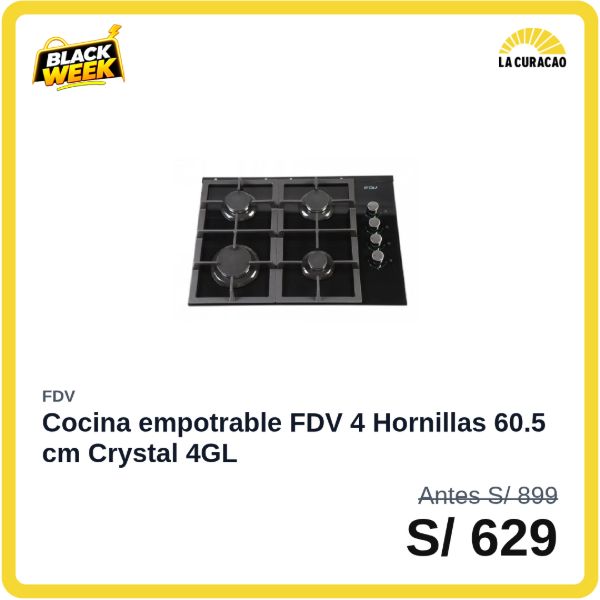 BLACK
WEEK
LA CURACAO
FDV
FDV
Cocina empotrable FDV 4 Hornillas 60.5
cm Crystal 4GL
Antes S/ 899
S/ 629